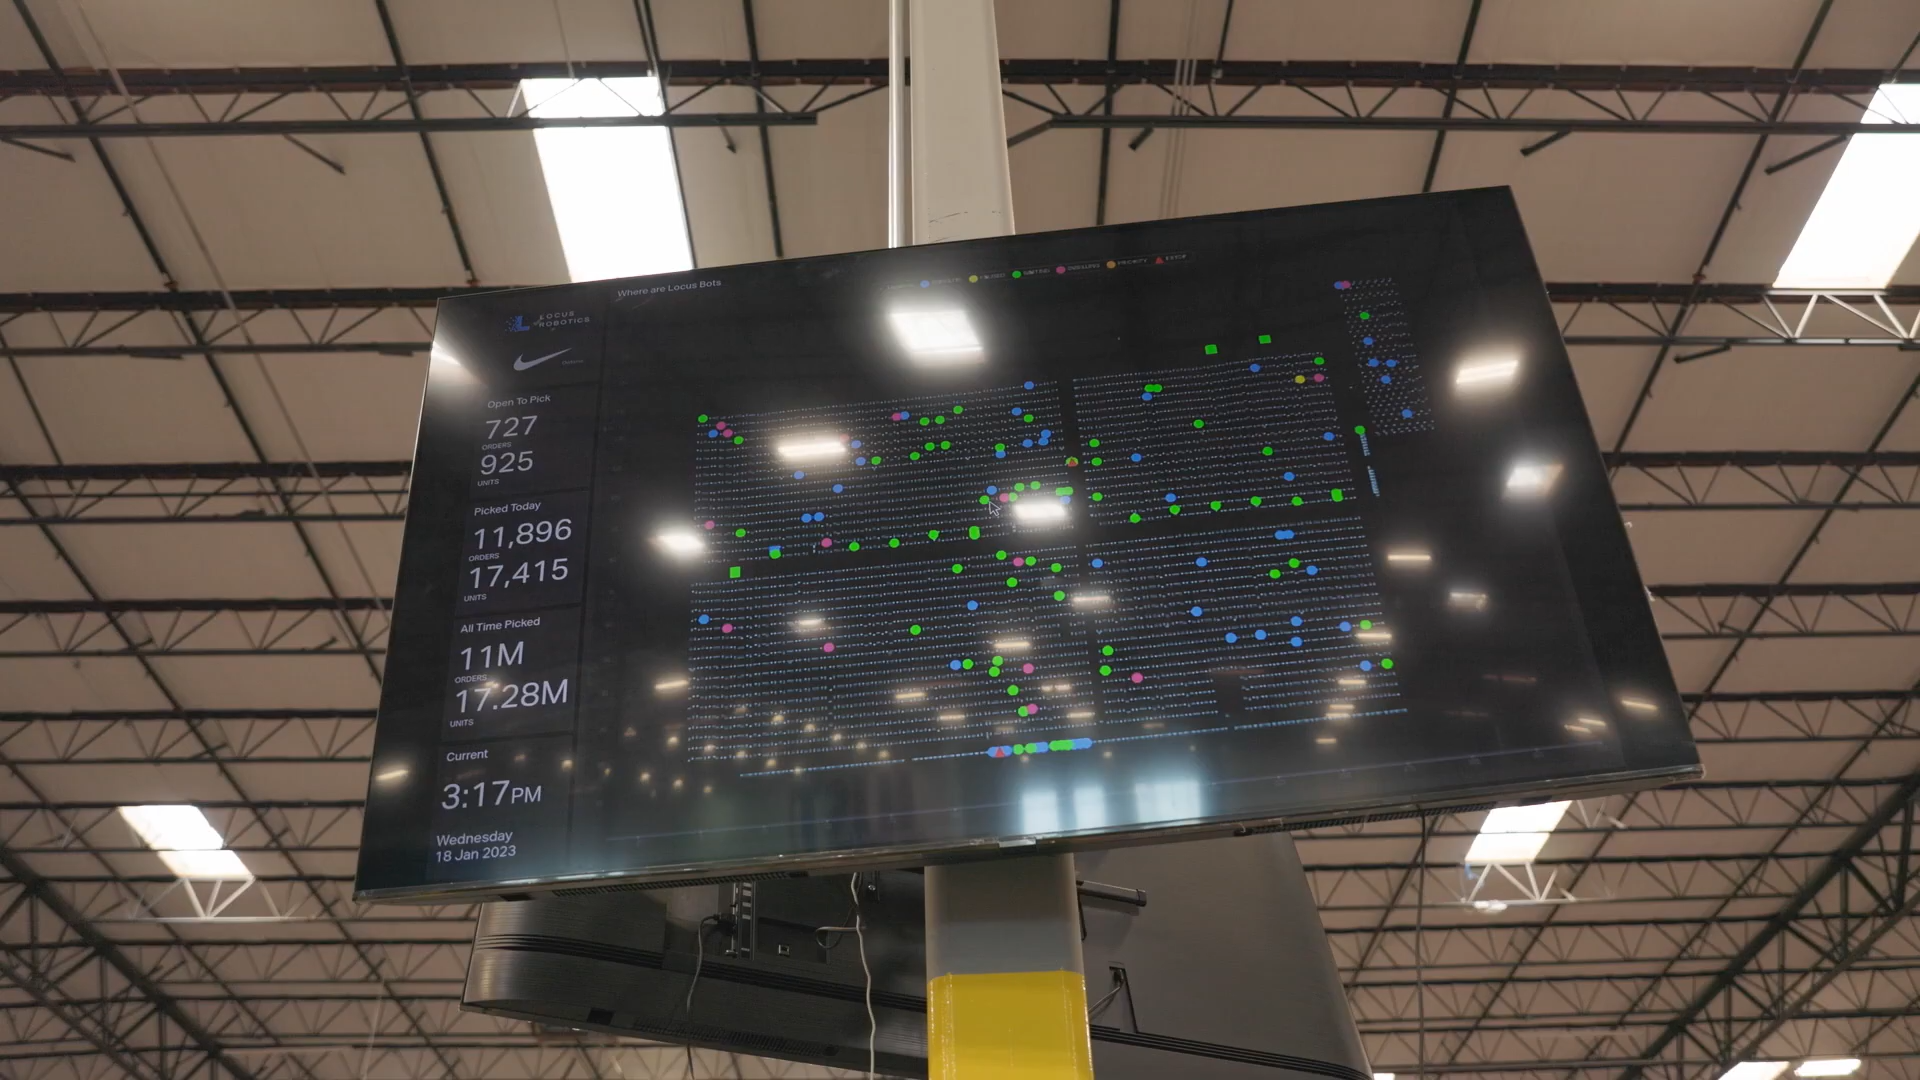 Where are Locus Bots
LOCUS
ROBOTICS
Open To Pick
727
ORDERS
925
UNITS
Picked Today
11,896
ORDERS
17,415
UNITS
All Time Picked
11M
ORDERS
17.28M
UNITS
Current
3:17PM
Wednesday
18 Jan 2023